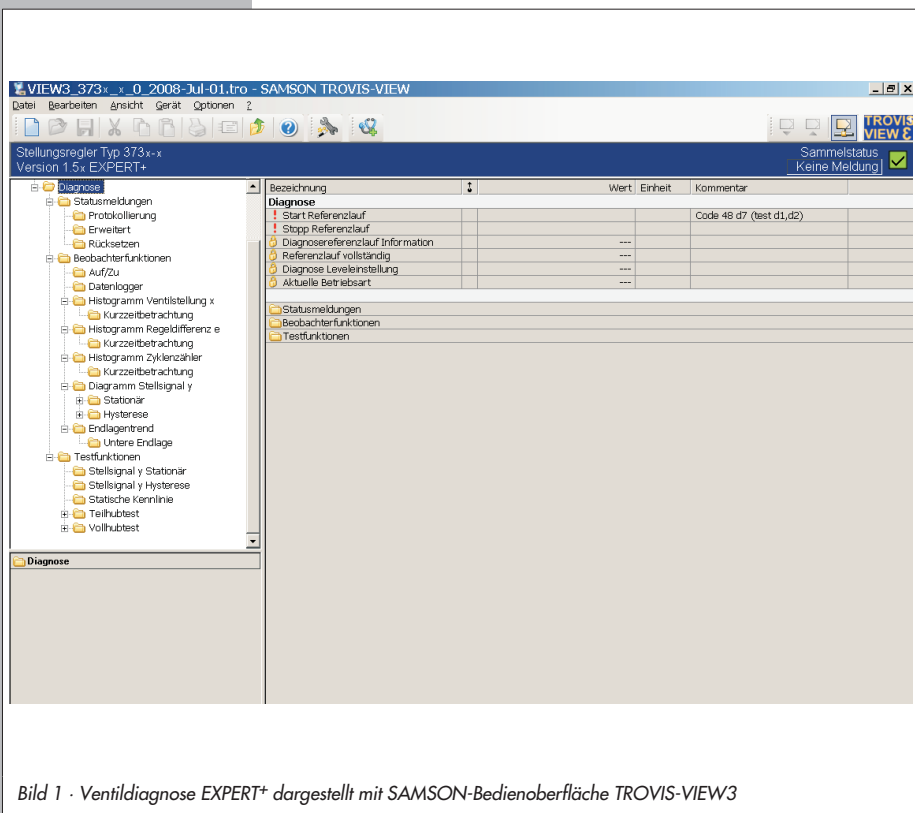 VIEW3_373x_x_0_2008-Jul-01.tro - SAMSON TROVIS-VIEW
Datei Bearbeiten Ansicht Gerät Optionen ?
TROVIS
VIEW 3
Stellungsregler Typ 373x-x
Version 1.5x EXPERT+
Sammelstatus
Keine Meldung
Diagnose
Statusmeldungen
Protokollierung
Erweitert
Rücksetzen
Beobachterfunktionen
Auf/Zu
Datenlogger
Histogramm Ventilstellung x
Kurzzeitbetrachtung
Histogramm Regeldifferenz e
Kurzzeitbetrachtung
Histogramm Zyklenzähler
Kurzzeitbetrachtung
Diagramm Stellsignal y
Stationär
Hysterese
Endlagentrend
Untere Endlage
Testfunktionen
Stellsignal y Stationär
Stellsignal y Hysterese
Statische Kennlinie
Teilhubtest
Vollhubtest
Diagnose
Bezeichnung Wert Einheit Kommentar
Diagnose
Start Referenzlauf Code 48 d7 (test d1,d2)
Stopp Referenzlauf
Diagnosereferenzlauf Information ---
Referenzlauf vollständig ---
Diagnose Leveleinstellung ---
Aktuelle Betriebsart ---
Statusmeldungen
Beobachterfunktionen
Testfunktionen
Bild 1 · Ventildiagnose EXPERT+ dargestellt mit SAMSON-Bedienoberfläche TROVIS-VIEW3